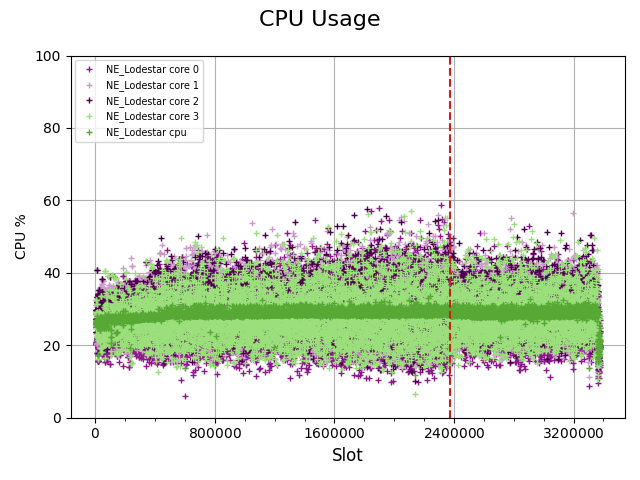 CPU Usage
100
80
60
40
20
0
CPU %
NE_Lodestar core 0
NE_Lodestar core 1
NE_Lodestar core 2
NE_Lodestar core 3
NE_Lodestar cpu
0 800000 1600000 2400000 3200000
Slot